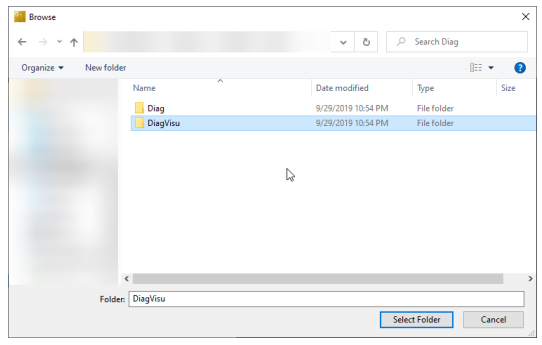 Browse
Search Diag
Organize
New folder
Name Date modified Type Size
Diag 9/29/2019 10:54 PM File folder
DiagVisu 9/29/2019 10:54 PM File folder
Folder: DiagVisu
Select Folder Cancel